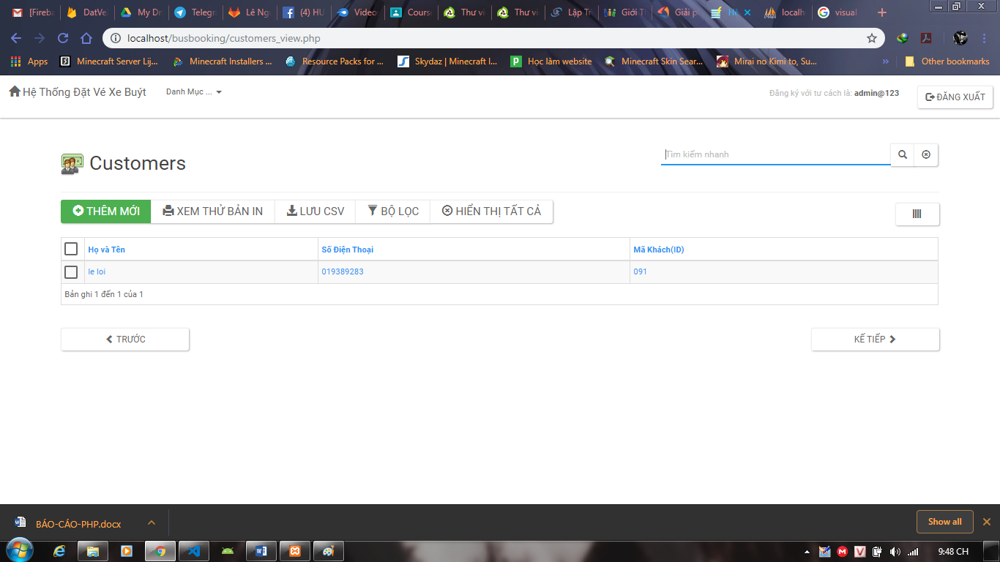 [Fireba DatVe My Dr Telegra Lê Ngu (4) HU Video Course Thư vi Thư vi Lập Tr Giới T Giải p Hệ localh visual
localhost/busbooking/customers_view.php
Apps Minecraft Server Lij... Minecraft Installers ... Resource Packs for ... Skydaz | Minecraft I... Học làm website Minecraft Skin Sear... Mirai no Kimi to, Su... » Other bookmarks
Hệ Thống Đặt Vé Xe Buýt Danh Mục ... Đăng ký với tư cách là: admin@123 ĐĂNG XUẤT
Customers Tìm kiếm nhanh
THÊM MỚI XEM THỬ BẢN IN LƯU CSV BỘ LỌC HIỂN THỊ TẤT CẢ
Họ và Tên Số Điện Thoại Mã Khách(ID)
le loi 019389283 091
Bản ghi 1 đến 1 của 1
TRƯỚC KẾ TIẾP
BÁO-CÁO-PHP.docx Show all
9:48 CH